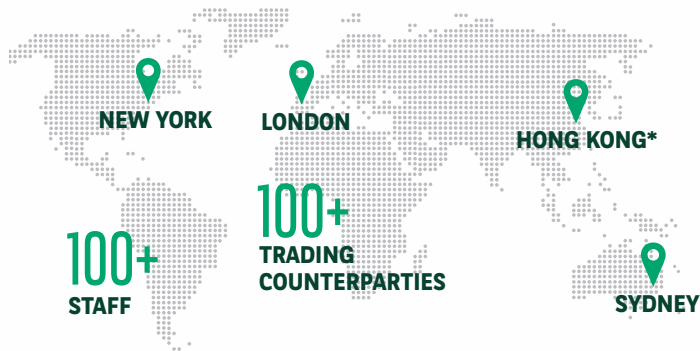 NEW YORK
LONDON
HONG KONG*
100+
TRADING
COUNTERPARTIES
100+
STAFF
SYDNEY